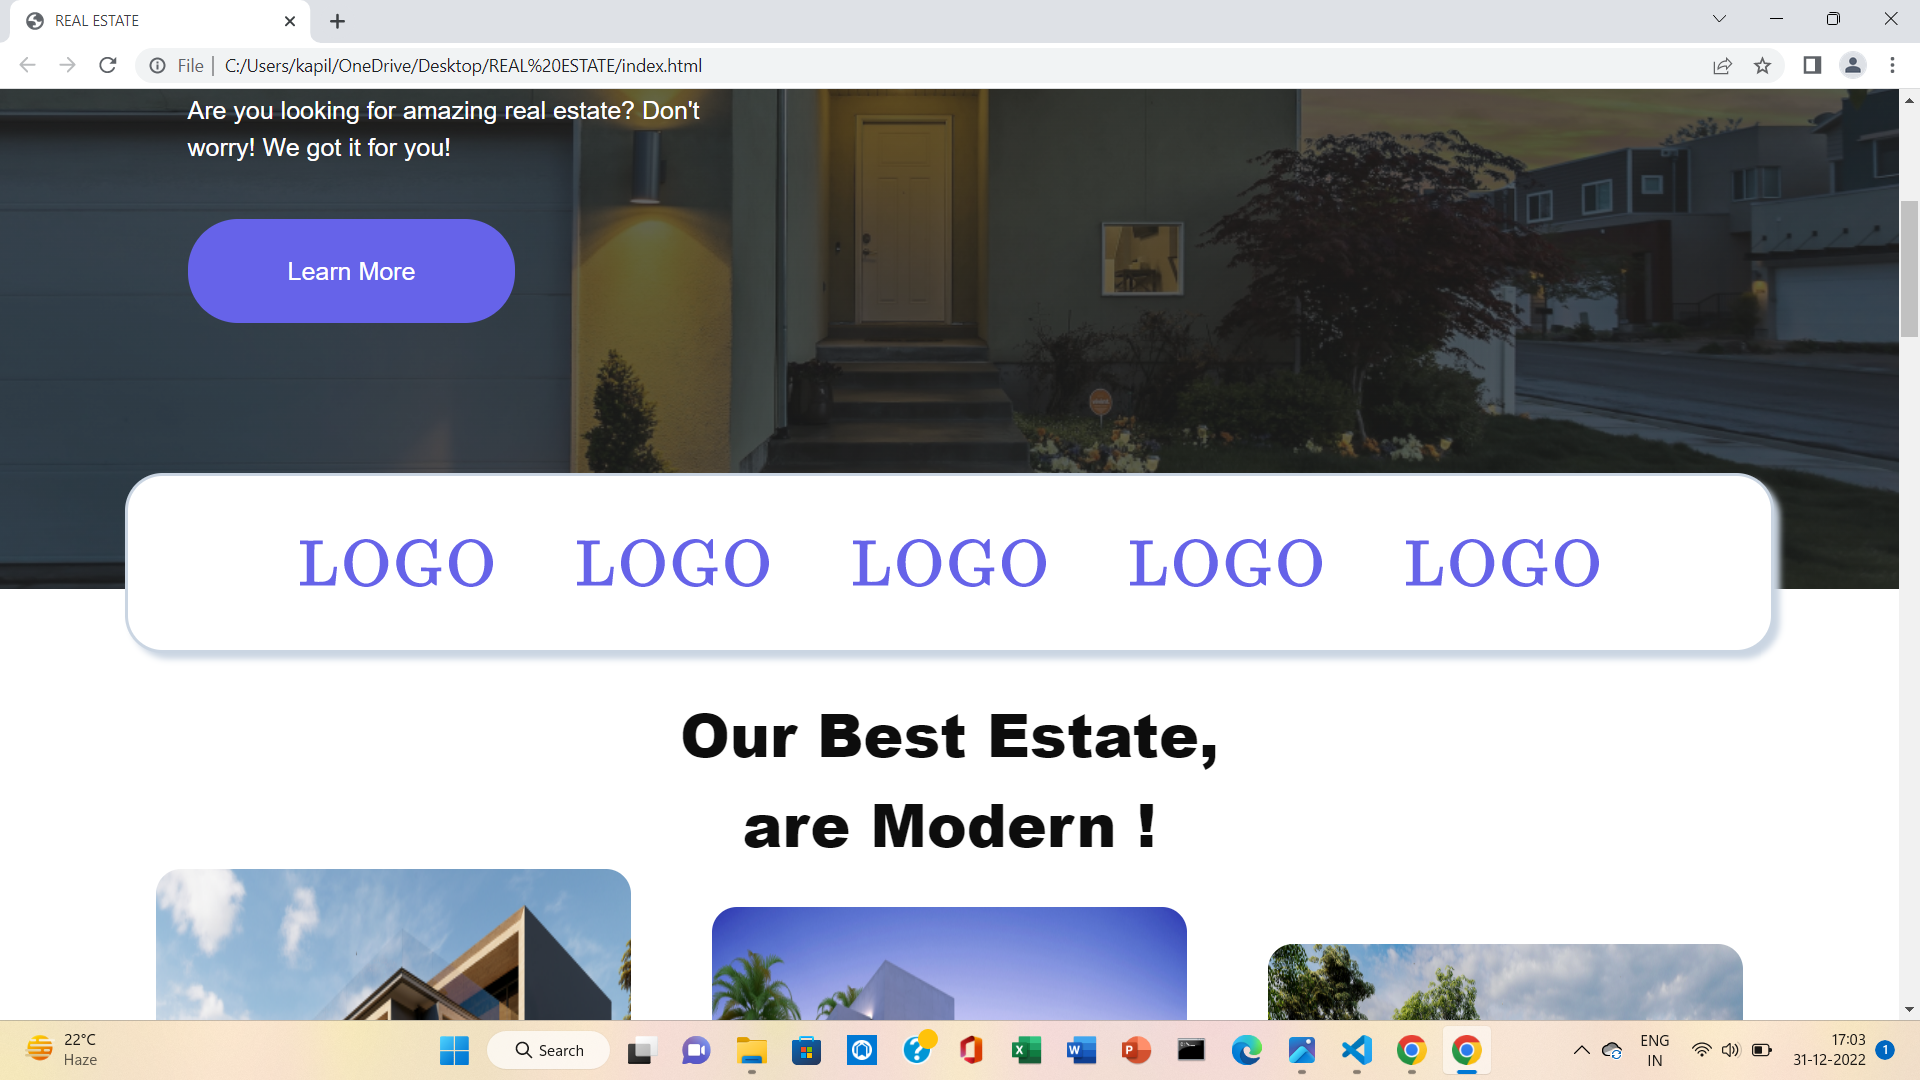 REAL ESTATE
File | C:/Users/kapil/OneDrive/Desktop/REAL%20ESTATE/index.html
Are you looking for amazing real estate? Don't
worry! We got it for you!
Learn More
LOGO LOGO LOGO LOGO LOGO
Our Best Estate,
are Modern !
22°C
Haze
Search
ENG
IN
17:03
31-12-2022
1